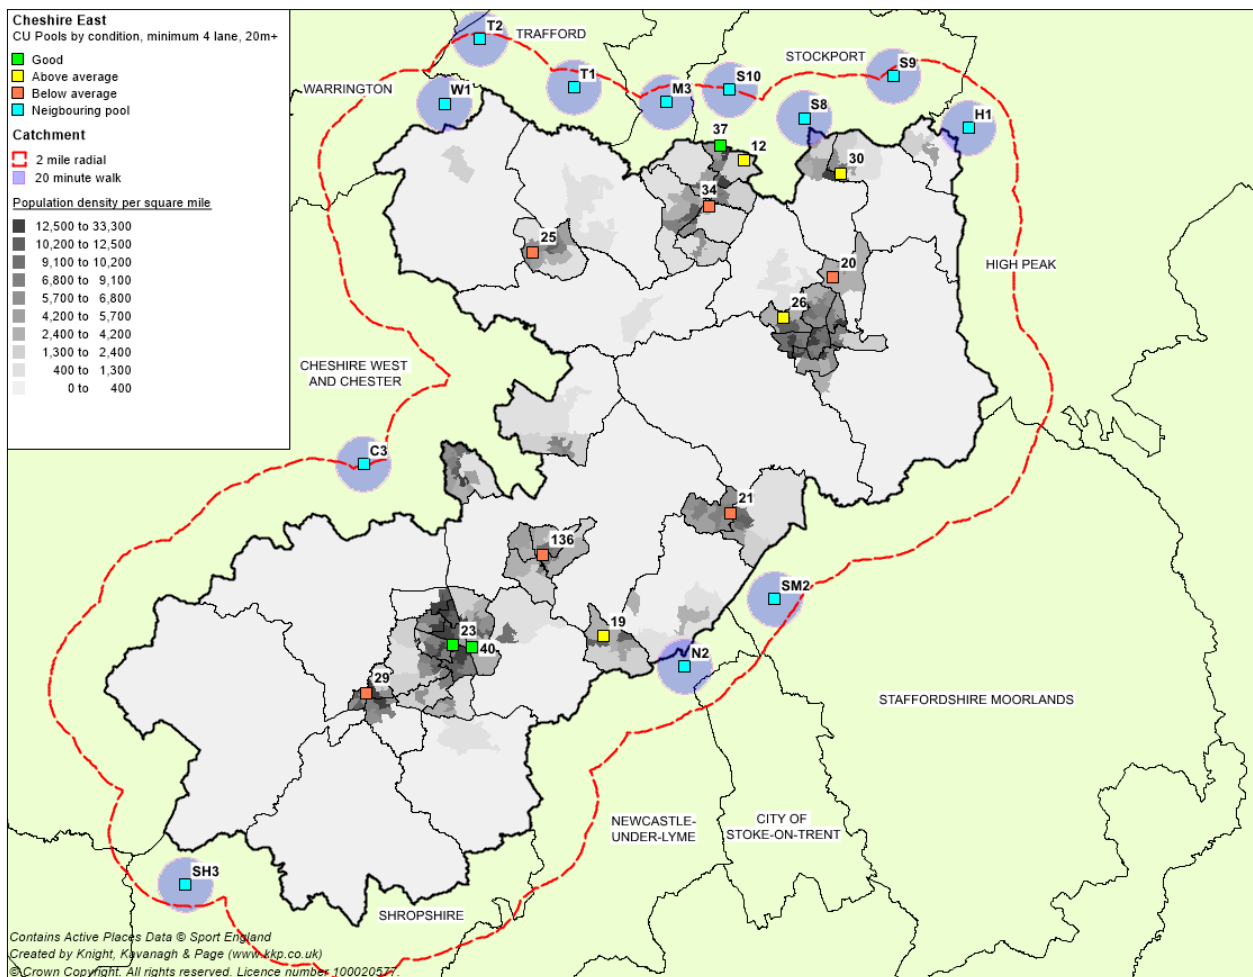 Cheshire East
CU Pools by condition, minimum 4 lane, 20m+
Good
Above average
Below average
Neighbouring pool
Catchment
2 mile radial
20 minute walk
Population density per square mile
12,500 to 33,300
10,200 to 12,500
9,100 to 10,200
6,800 to 9,100
5,700 to 6,800
4,200 to 5,700
2,400 to 4,200
1,300 to 2,400
400 to 1,300
0 to 400
T2
TRAFFORD
STOCKPORT
S9
T1
S10
WARRINGTON
W1
M3
S8
H1
37
12
30
34
25
20
HIGH PEAK
26
CHESHIRE WEST
AND CHESTER
C3
21
136
SM2
19
23
40
N2
29
STAFFORDSHIRE MOORLANDS
NEWCASTLE-
UNDER-LYME
CITY OF
STOKE-ON-TRENT
SH3
SHROPSHIRE
Contains Active Places Data © Sport England
Created by Knight, Kavanagh & Page (www.kkp.co.uk)
© Crown Copyright. All rights reserved. Licence number 100020577.